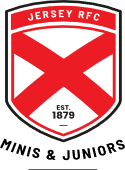 JERSEY RFC
EST.
1879
MINIS & JUNIORS